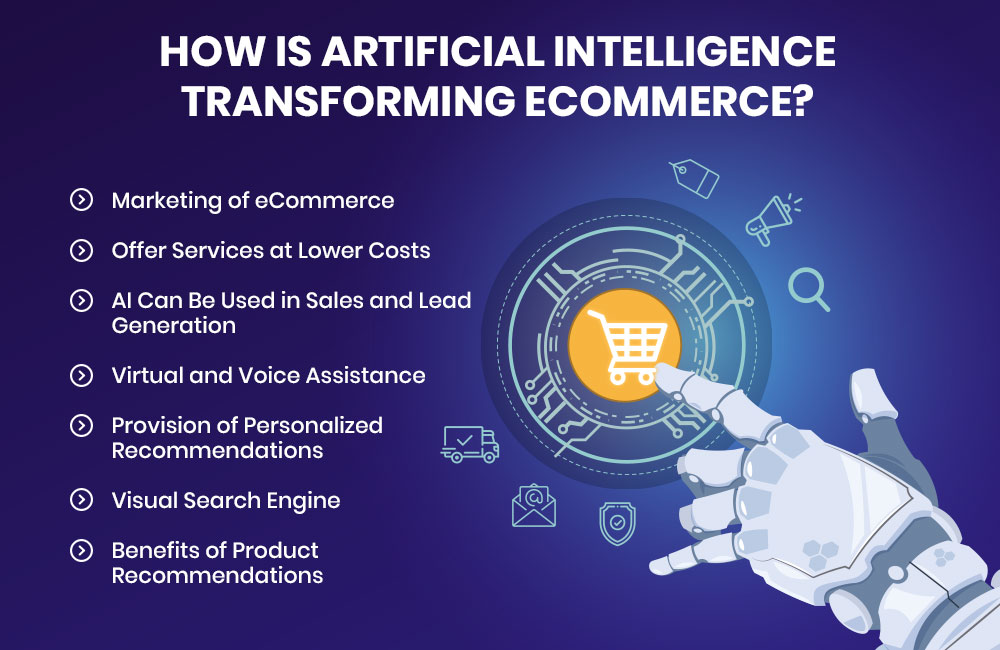 HOW IS ARTIFICIAL INTELLIGENCE
TRANSFORMING ECOMMERCE?
Marketing of eCommerce
Offer Services at Lower Costs
AI Can Be Used in Sales and Lead
Generation
Virtual and Voice Assistance
Provision of Personalized
Recommendations
Visual Search Engine
Benefits of Product
Recommendations